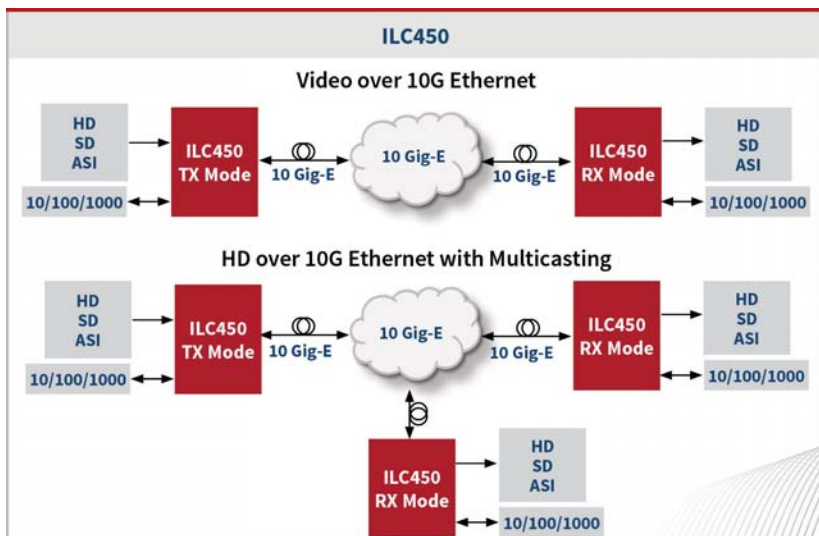 ILC450
Video over 10G Ethernet
HD
SD
ASI
10/100/1000
ILC450
TX Mode
10 Gig-E
10 Gig-E
10 Gig-E
ILC450
RX Mode
HD
SD
ASI
10/100/1000
HD over 10G Ethernet with Multicasting
HD
SD
ASI
10/100/1000
ILC450
TX Mode
10 Gig-E
10 Gig-E
10 Gig-E
ILC450
RX Mode
HD
SD
ASI
10/100/1000
ILC450
RX Mode
HD
SD
ASI
10/100/1000